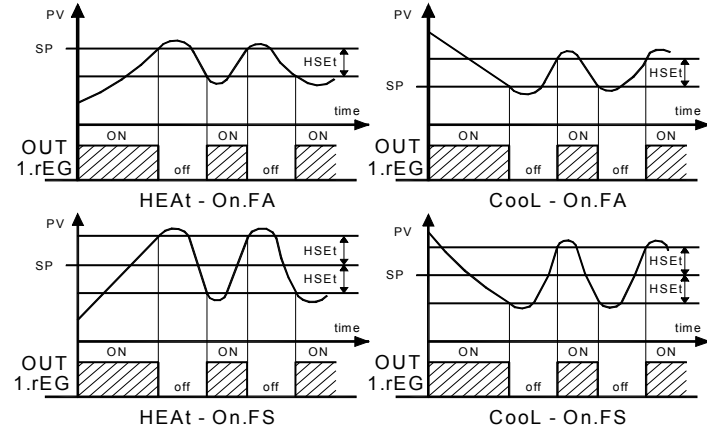 PV
SP
HSEt
time
ON
ON
ON
OUT
1.rEG
off
off
HEAt - On.FA
PV
SP
HSEt
time
ON
ON
ON
OUT
1.rEG
off
off
CooL - On.FA
PV
SP
HSEt
HSEt
time
ON
ON
ON
OUT
1.rEG
off
off
HEAt - On.FS
PV
SP
HSEt
HSEt
time
ON
ON
ON
OUT
1.rEG
off
off
CooL - On.FS